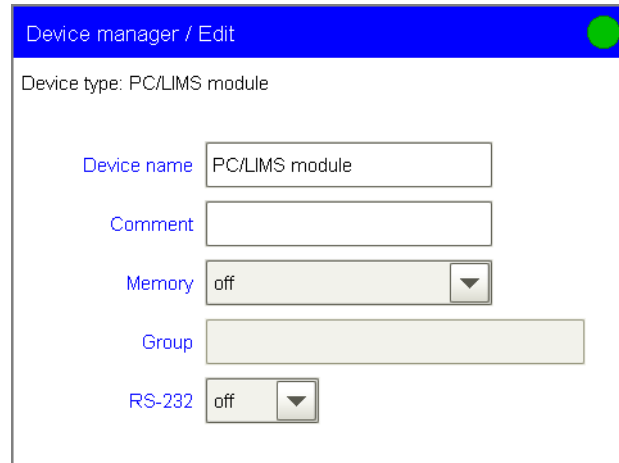 Device manager / Edit
Device type: PC/LIMS module
Device name PC/LIMS module
Comment
Memory off
Group
RS-232 off